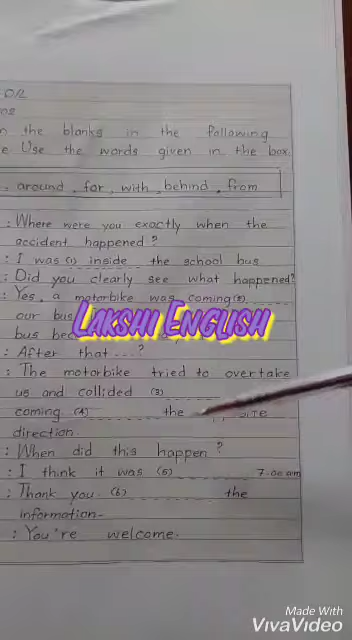 n the blanks in the following
e Use the words given in the box.
, around, for, with, behind, from
: Where were you exactly when the
accident happened?
: I was (1) inside the school bus
: Did you clearly see what happened?
: Yes, a motorbike was coming (2)
our bus
LAKSHI ENGLISH
bus
: After that ...?
: The motorbike tried to overtake
us and collided (3)
coming (4) the
direction.
: When did this happen?
: I think it was (5) 7.00 am
: Thank you (6) the
information.
: You're welcome.
Made With
VivaVideo